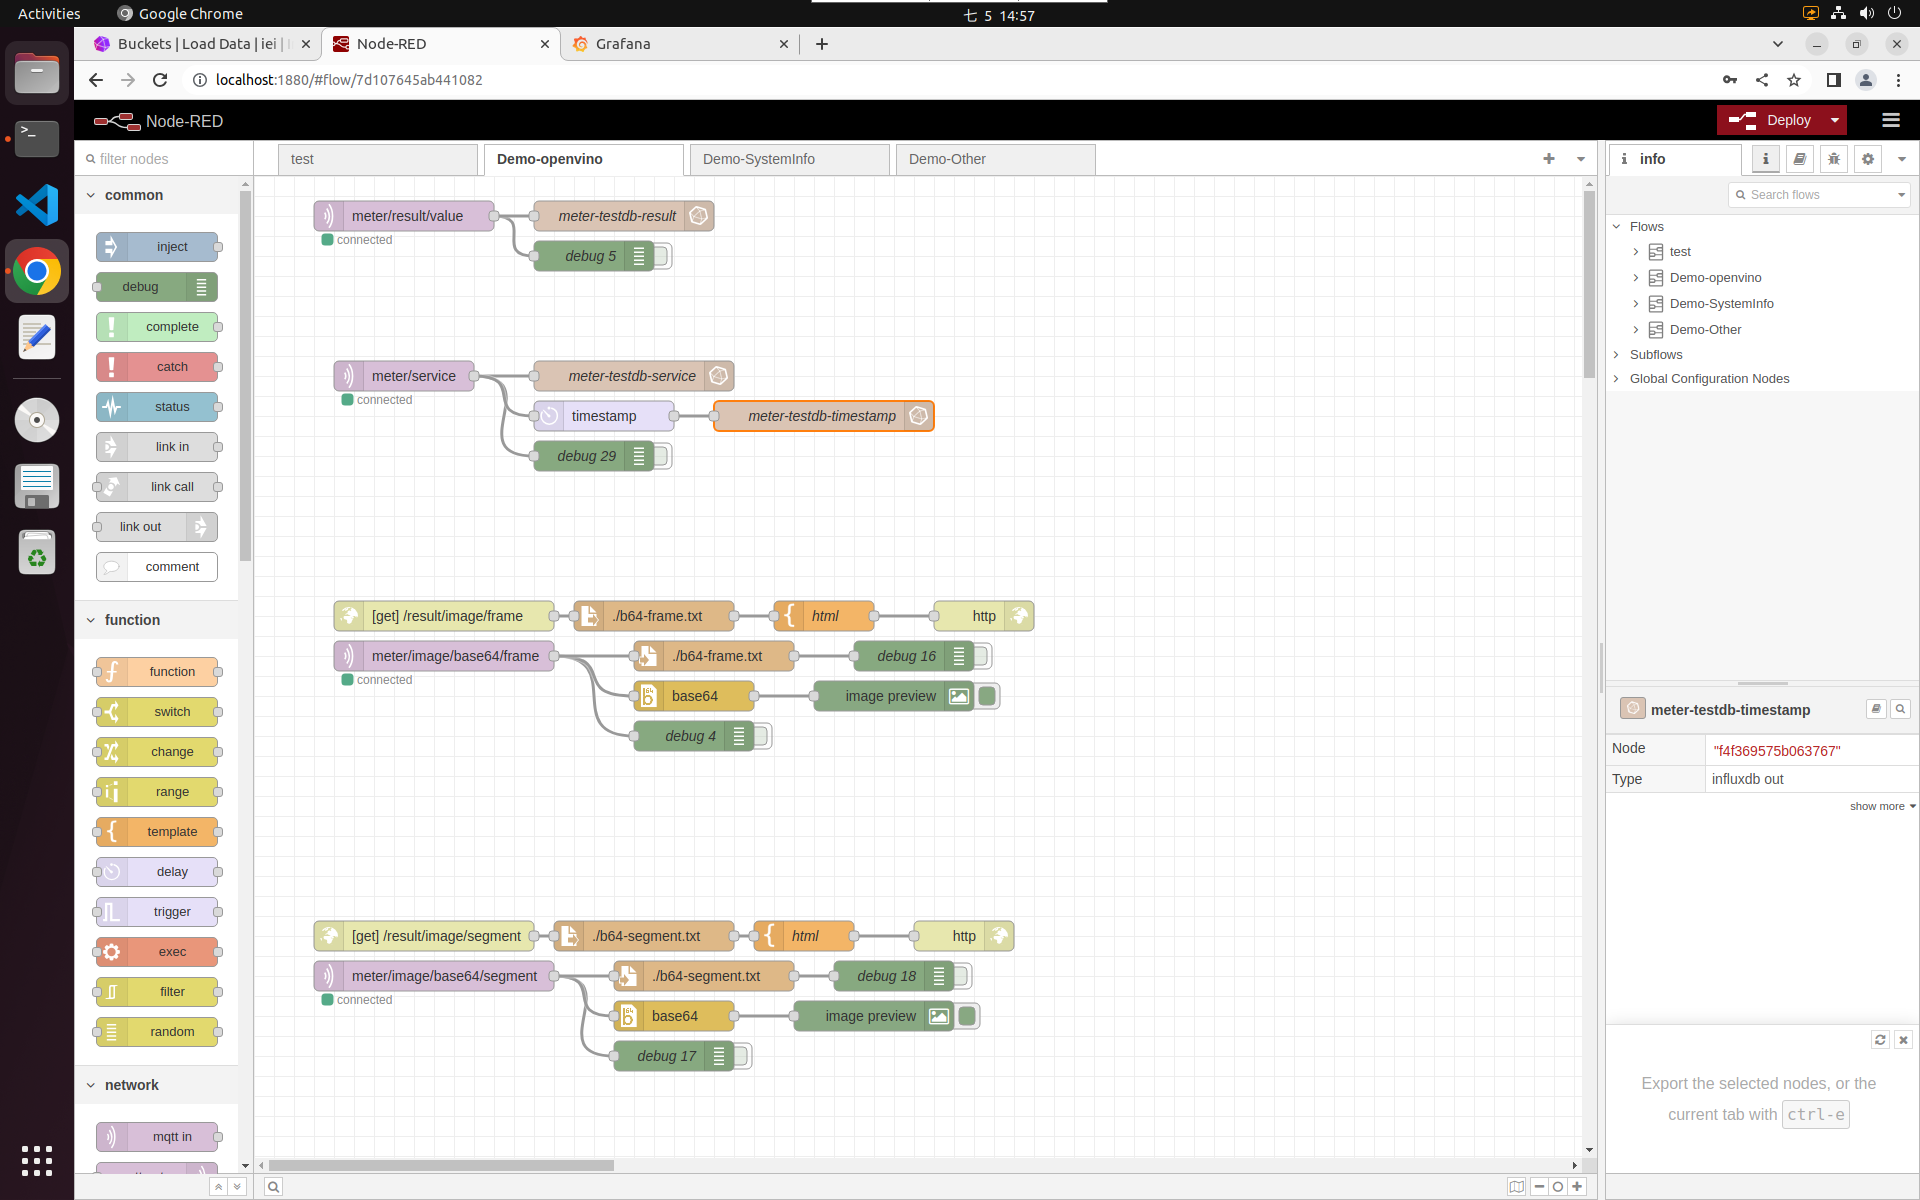 Activities
Google Chrome
七 5 14:57
Buckets | Load Data | iei |
Node-RED
Grafana
localhost:1880/#flow/7d107645ab441082
Node-RED
Deploy
filter nodes
test
Demo-openvino
Demo-SystemInfo
Demo-Other
info
Search flows
common
inject
debug
complete
catch
status
link in
link call
link out
comment
function
function
switch
change
range
template
delay
trigger
exec
filter
random
network
mqtt in
meter/result/value
meter-testdb-result
connected
debug 5
meter/service
meter-testdb-service
connected
timestamp
meter-testdb-timestamp
debug 29
[get] /result/image/frame
./b64-frame.txt
html
http
meter/image/base64/frame
./b64-frame.txt
debug 16
connected
base64
image preview
debug 4
[get] /result/image/segment
./b64-segment.txt
html
http
meter/image/base64/segment
./b64-segment.txt
debug 18
connected
base64
image preview
debug 17
Flows
test
Demo-openvino
Demo-SystemInfo
Demo-Other
Subflows
Global Configuration Nodes
meter-testdb-timestamp
Node "f4f369575b063767"
Type influxdb out
show more
Export the selected nodes, or the
current tab with ctrl-e